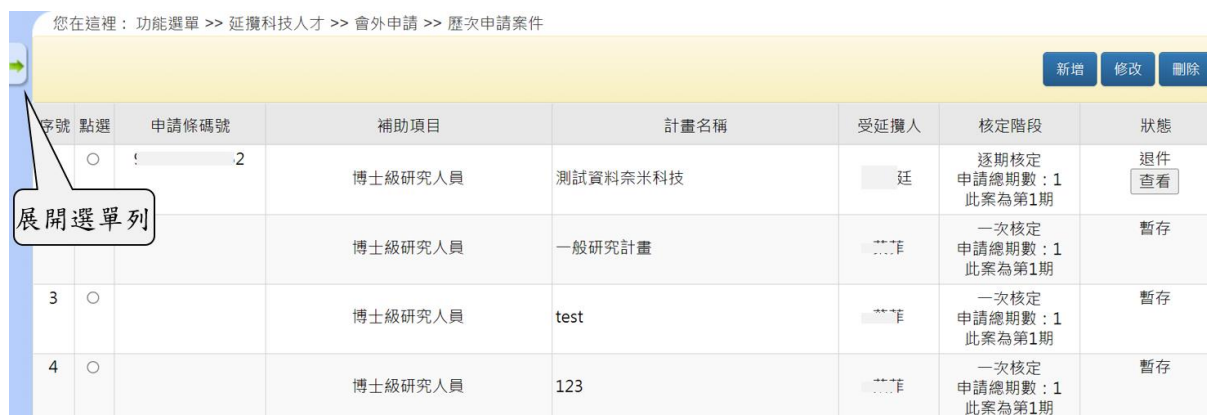 您在這裡： 功能選單 >> 延攬科技人才 >> 會外申請 >> 歷次申請案件
新增 修改 刪除
序號 點選 申請條碼號 補助項目 計畫名稱 受延攬人 核定階段 狀態
2 博士級研究人員 測試資料奈米科技 廷 逐期核定 退件
申請總期數：1 查看
此案為第1期
展開選單列
博士級研究人員 一般研究計畫 菲 一次核定 暫存
申請總期數：1
此案為第1期
3 博士級研究人員 test 菲 一次核定 暫存
申請總期數：1
此案為第1期
4 博士級研究人員 123 菲 一次核定 暫存
申請總期數：1
此案為第1期